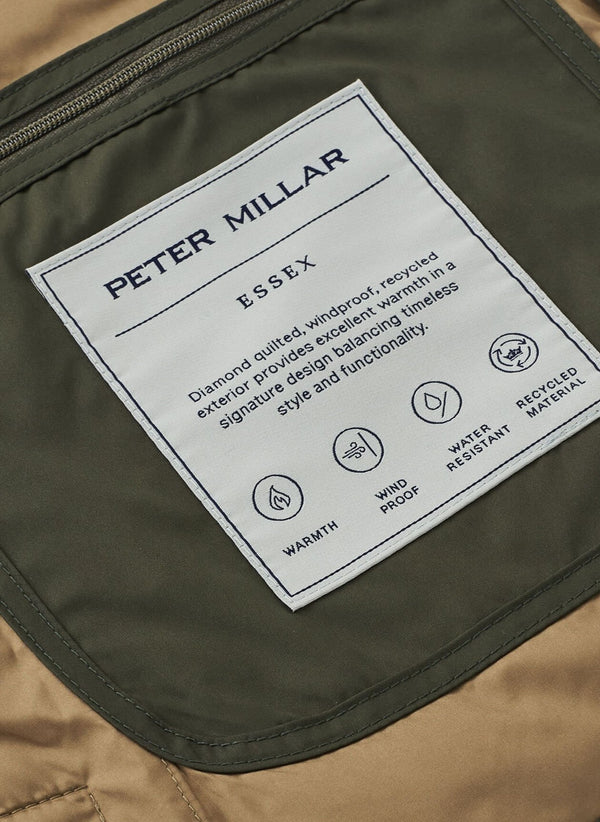 PETER MILLAR
ESSEX
Diamond quilted, windproof, recycled
exterior provides excellent warmth in a
signature design balancing timeless
style and functionality.
WARMTH
WIND
PROOF
WATER
RESISTANT
RECYCLED
MATERIAL